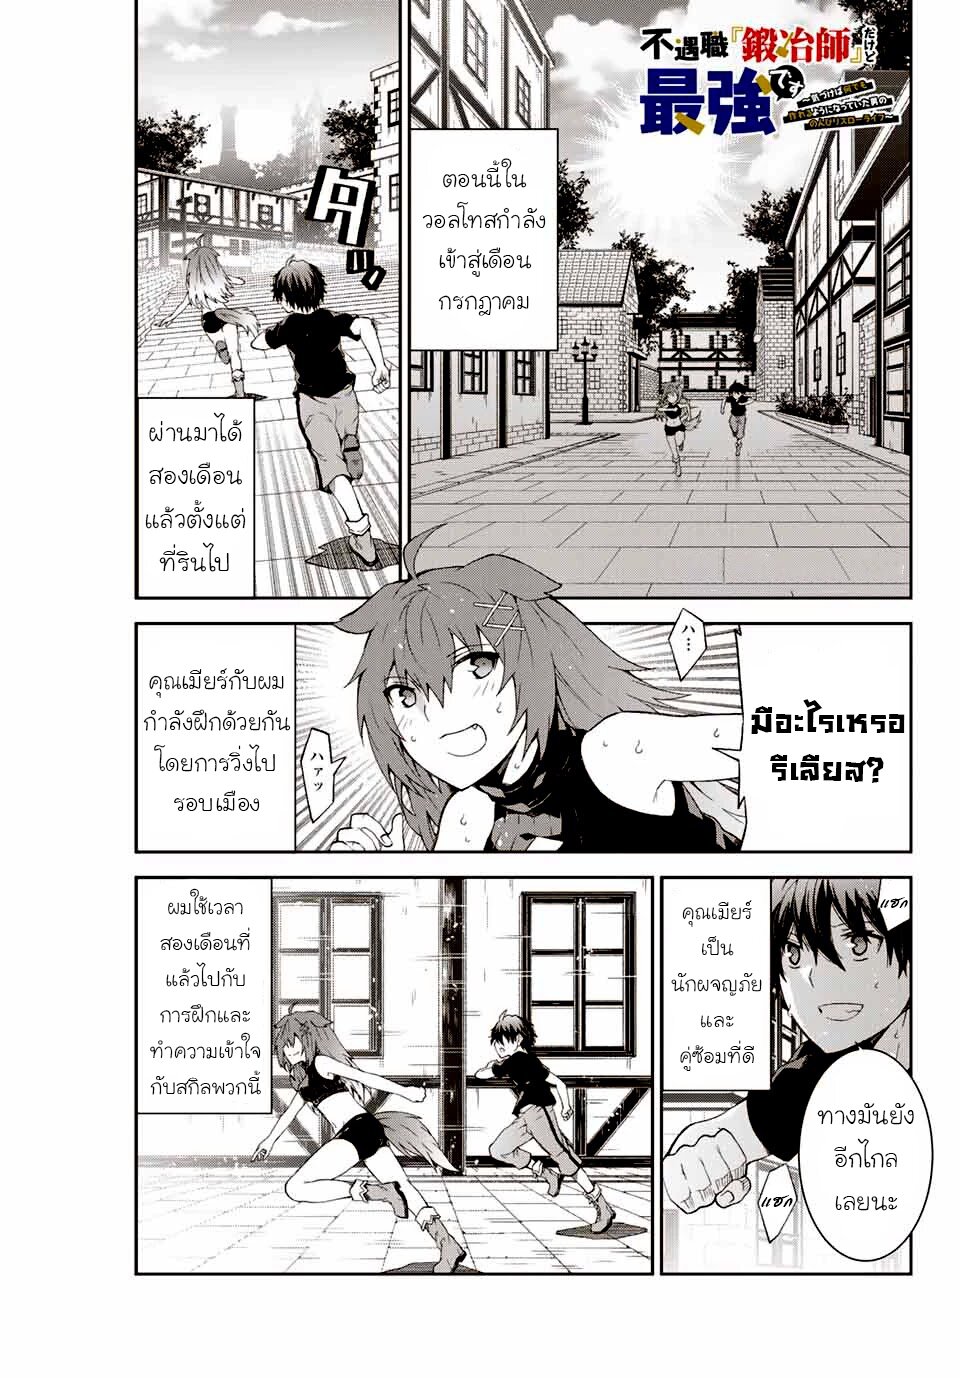 不遇職『鍛冶師』だけど
最強です
～気づけば何でも
作れるようになっていた男の
のんびりスローライフ～
ตอนนี้ใน
วอลโทสกำลัง
เข้าสู่เดือน
กรกฎาคม
ผ่านมาได้
สองเดือน
แล้วตั้งแต่
ที่รินไป
มีอะไรเหรอ
รีเลียส?
ハ…
ハァッ
คุณเมียร์กับผม
กำลังฝึกด้วยกัน
โดยการวิ่งไป
รอบเมือง
แฮก
คุณเมียร์
เป็น
นักผจญภัย
และ
คู่ซ้อมที่ดี
ทางมันยัง
อีกไกล
เลยนะ
แฮก
ผมใช้เวลา
สองเดือนที่
แล้วไปกับ
การฝึกและ
ทำความเข้าใจ
กับสกิลพวกนี้